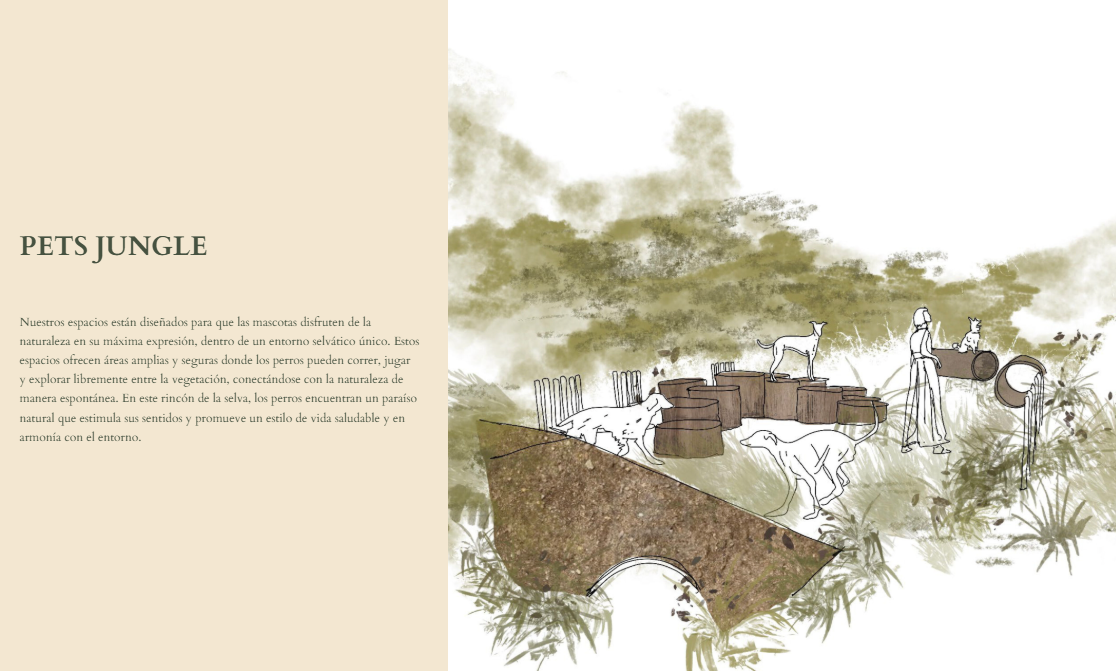 PETS JUNGLE
Nuestros espacios están diseñados para que las mascotas disfruten de la
naturaleza en su máxima expresión, dentro de un entorno selvático único. Estos
espacios ofrecen áreas amplias y seguras donde los perros pueden correr, jugar
y explorar libremente entre la vegetación, conectándose con la naturaleza de
manera espontánea. En este rincón de la selva, los perros encuentran un paraíso
natural que estimula sus sentidos y promueve un estilo de vida saludable y en
armonía con el entorno.